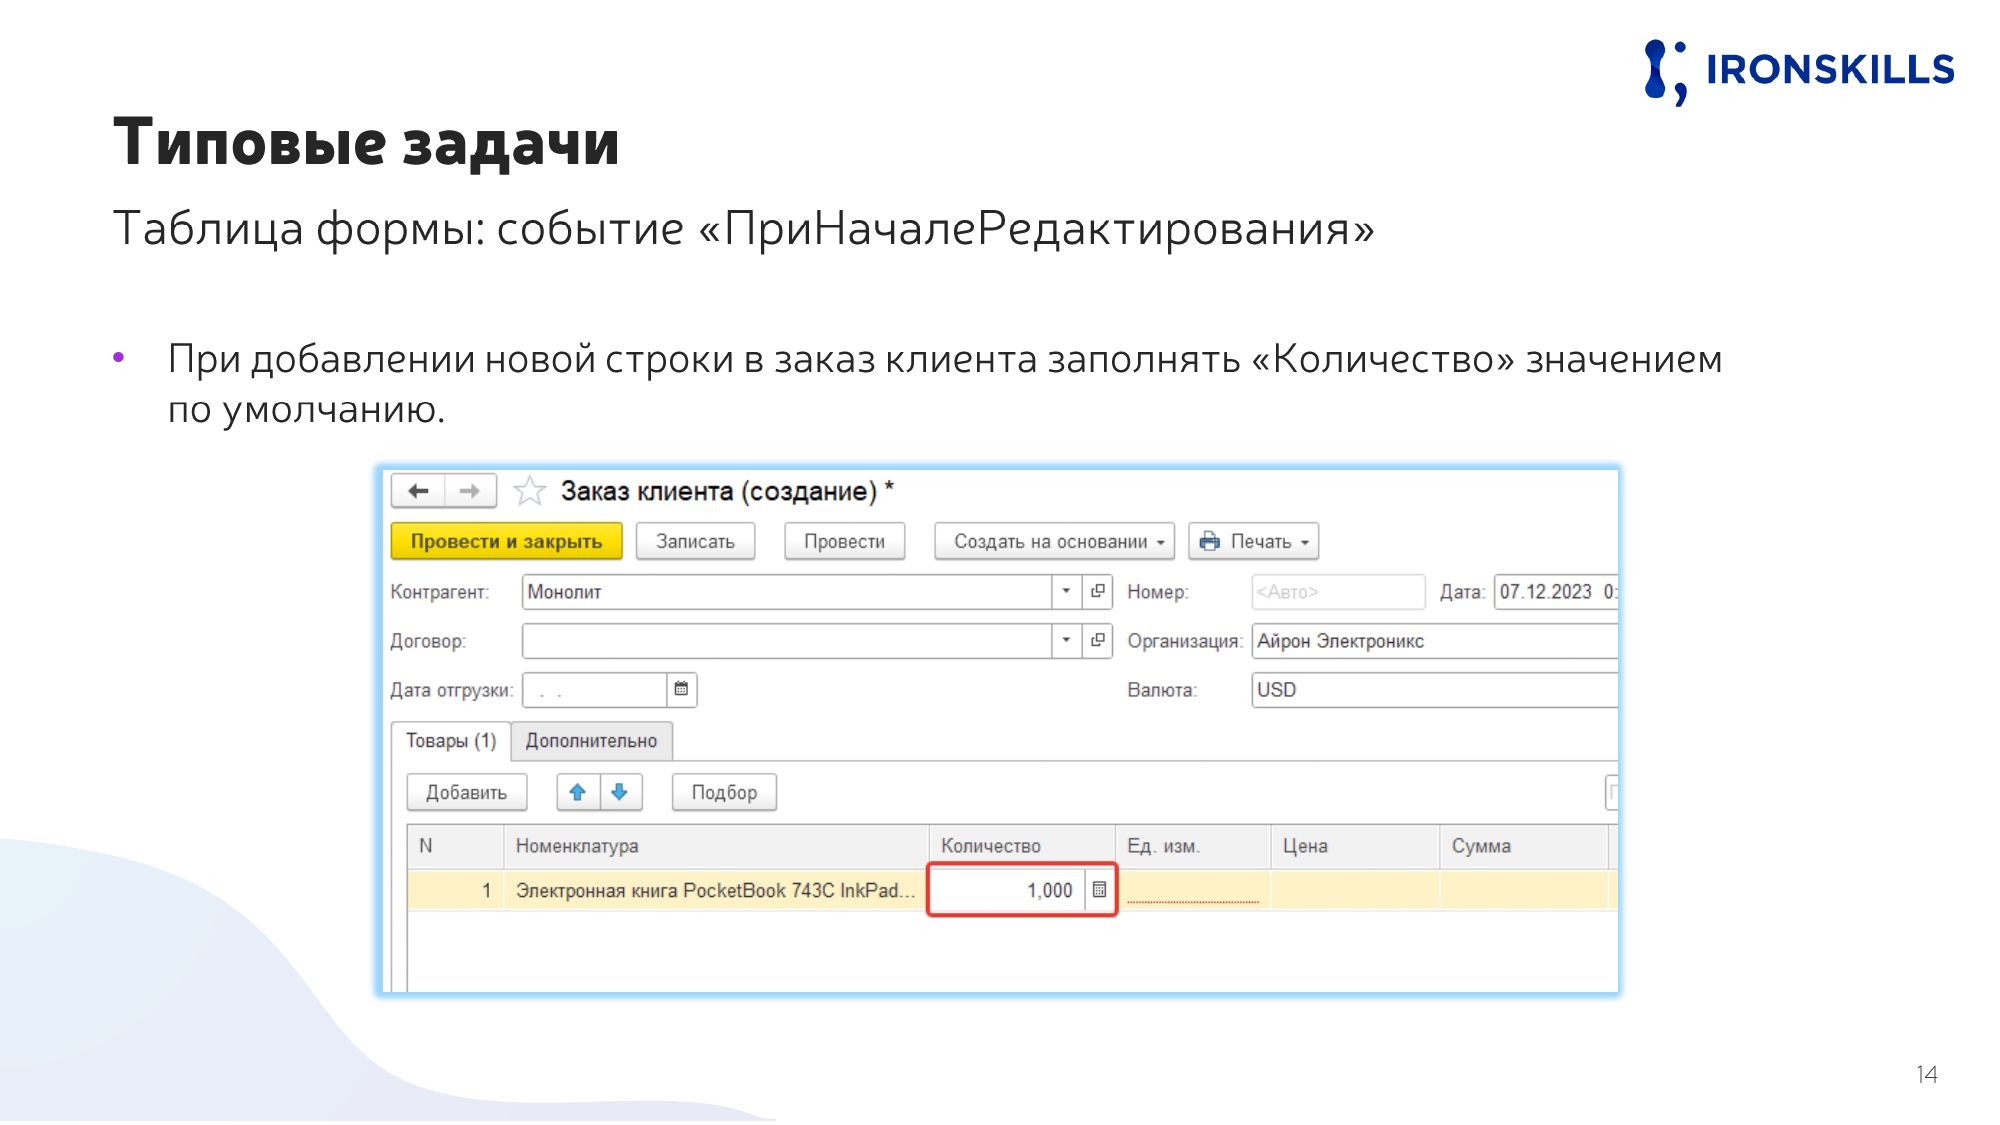 IRONSKILLS
Типовые задачи
Таблица формы: событие «ПриНачалеРедактирования»
• При добавлении новой строки в заказ клиента заполнять «Количество» значением
по умолчанию.
Заказ клиента (создание) *
Провести и закрыть Записать Провести Создать на основании Печать
Контрагент: Монолит Номер: <Авто> Дата: 07.12.2023 0:
Договор: Организация: Айрон Электроникс
Дата отгрузки: . . Валюта: USD
Товары (1) Дополнительно
Добавить Подбор
N Номенклатура Количество Ед. изм. Цена Сумма
1 Электронная книга PocketBook 743C InkPad... 1,000
14